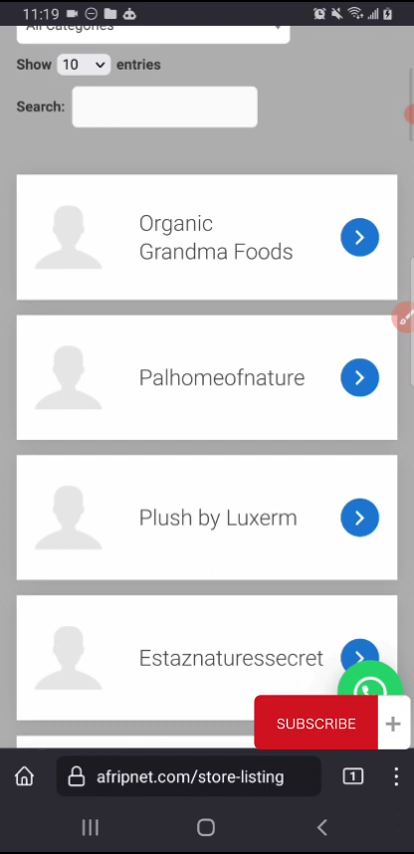 11:19
All Categories
Show 10 entries
Search:
Organic
Grandma Foods
Palhomeofnature
Plush by Luxerm
Estaznaturessecret
SUBSCRIBE +
afripnet.com/store-listing
1